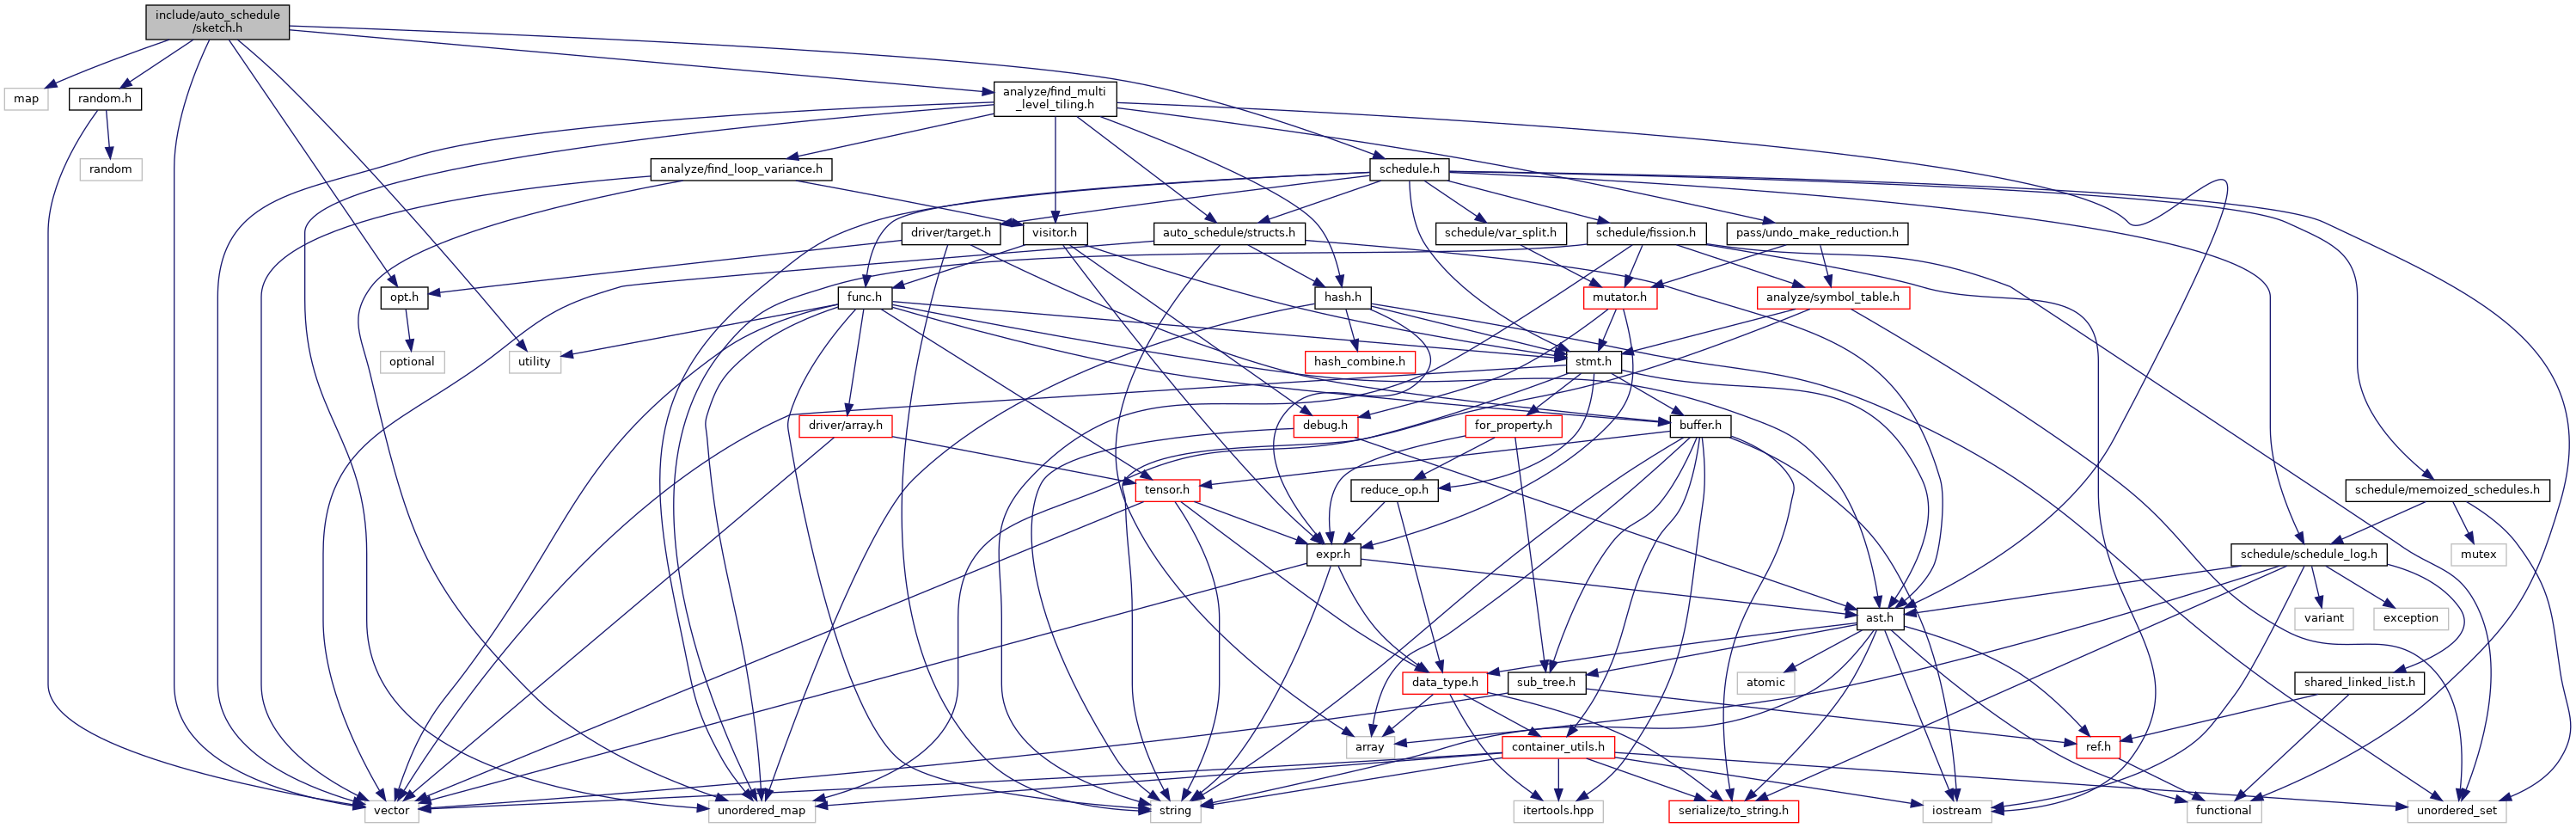 include/auto_schedule
/sketch.h
map
random.h
analyze/find_multi
_level_tiling.h
random
analyze/find_loop_variance.h
schedule.h
driver/target.h
visitor.h
auto_schedule/structs.h
schedule/var_split.h
schedule/fission.h
pass/undo_make_reduction.h
opt.h
func.h
hash.h
mutator.h
analyze/symbol_table.h
optional
utility
hash_combine.h
stmt.h
driver/array.h
debug.h
for_property.h
buffer.h
tensor.h
reduce_op.h
schedule/memoized_schedules.h
expr.h
schedule/schedule_log.h
mutex
ast.h
variant
exception
data_type.h
sub_tree.h
atomic
shared_linked_list.h
array
container_utils.h
ref.h
vector
unordered_map
string
itertools.hpp
serialize/to_string.h
iostream
functional
unordered_set